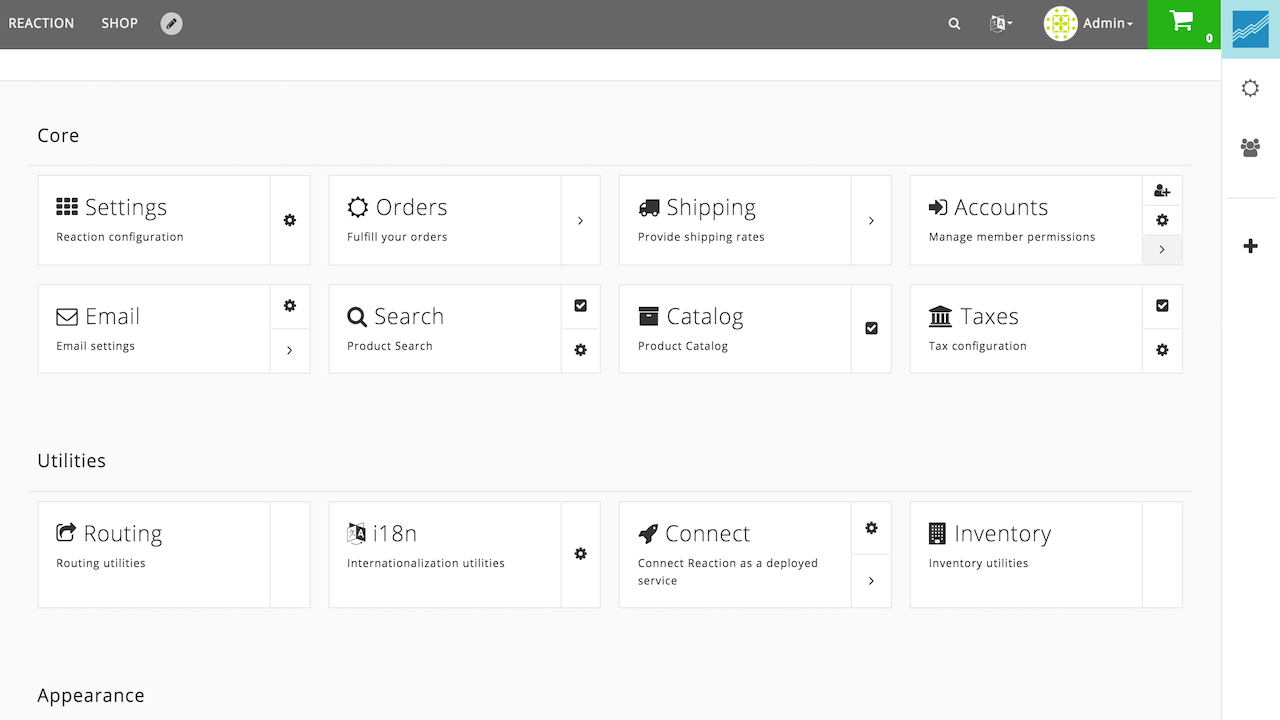 REACTION SHOP Admin 0
Core
Settings
Reaction configuration
Orders
Fulfill your orders
Shipping
Provide shipping rates
Accounts
Manage member permissions
Email
Email settings
Search
Product Search
Catalog
Product Catalog
Taxes
Tax configuration
Utilities
Routing
Routing utilities
i18n
Internationalization utilities
Connect
Connect Reaction as a deployed
service
Inventory
Inventory utilities
Appearance